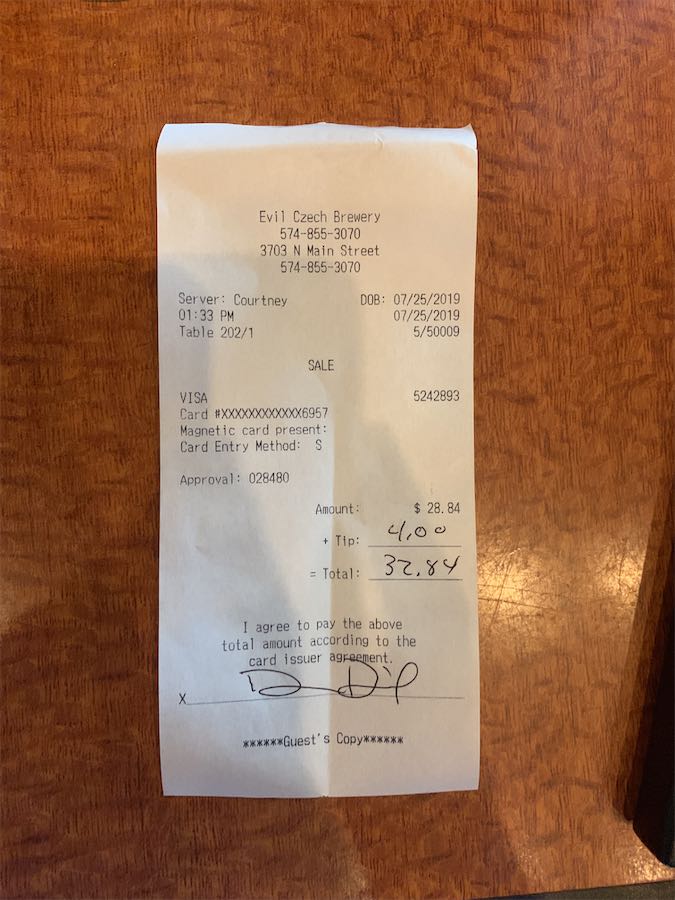 Evil Czech Brewery
574-855-3070
3703 N Main Street
574-855-3070
Server: Courtney DOB: 07/25/2019
01:33 PM 07/25/2019
Table 202/1 5/50009
SALE
VISA 5242893
Card #XXXXXXXXXXXX6957
Magnetic card present:
Card Entry Method: S
Approval: 028480
Amount: $ 28.84
+ Tip: 4.00
= Total: 32.84
I agree to pay the above
total amount according to the
card issuer agreement.
X
******Guest's Copy******